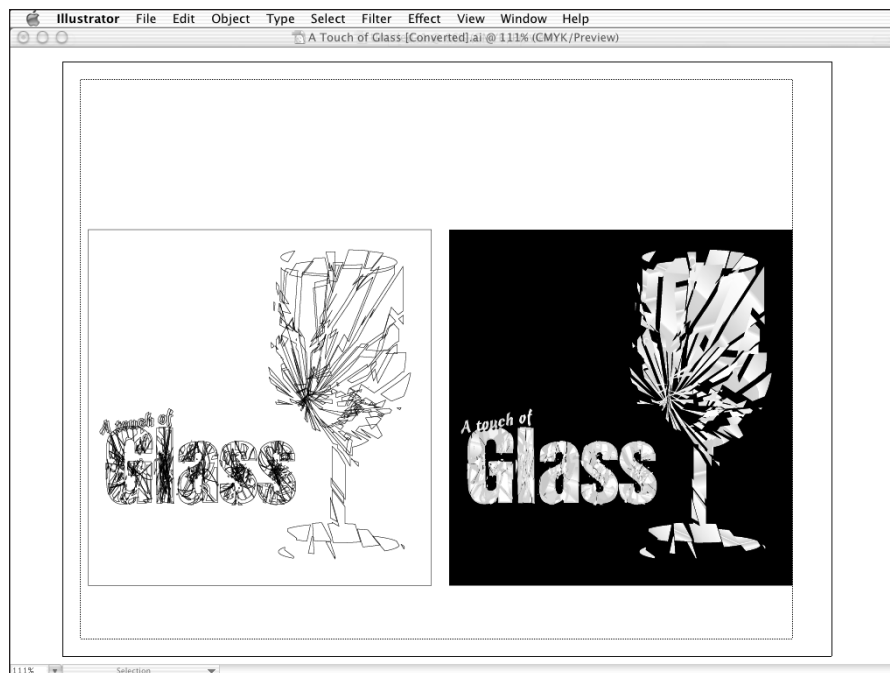 Illustrator File Edit Object Type Select Filter Effect View Window Help
A Touch of Glass [Converted].ai @ 111% (CMYK/Preview)
A touch of
Glass
A touch of
Glass
111% Selection